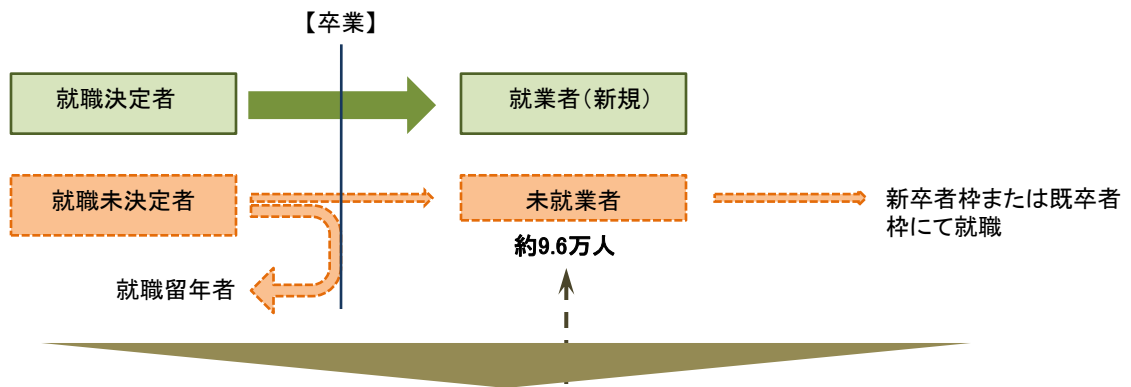 【卒業】
就職決定者
就業者(新規)
就職未決定者
未就業者
新卒者枠または既卒者
枠にて就職
約9.6万人
就職留年者